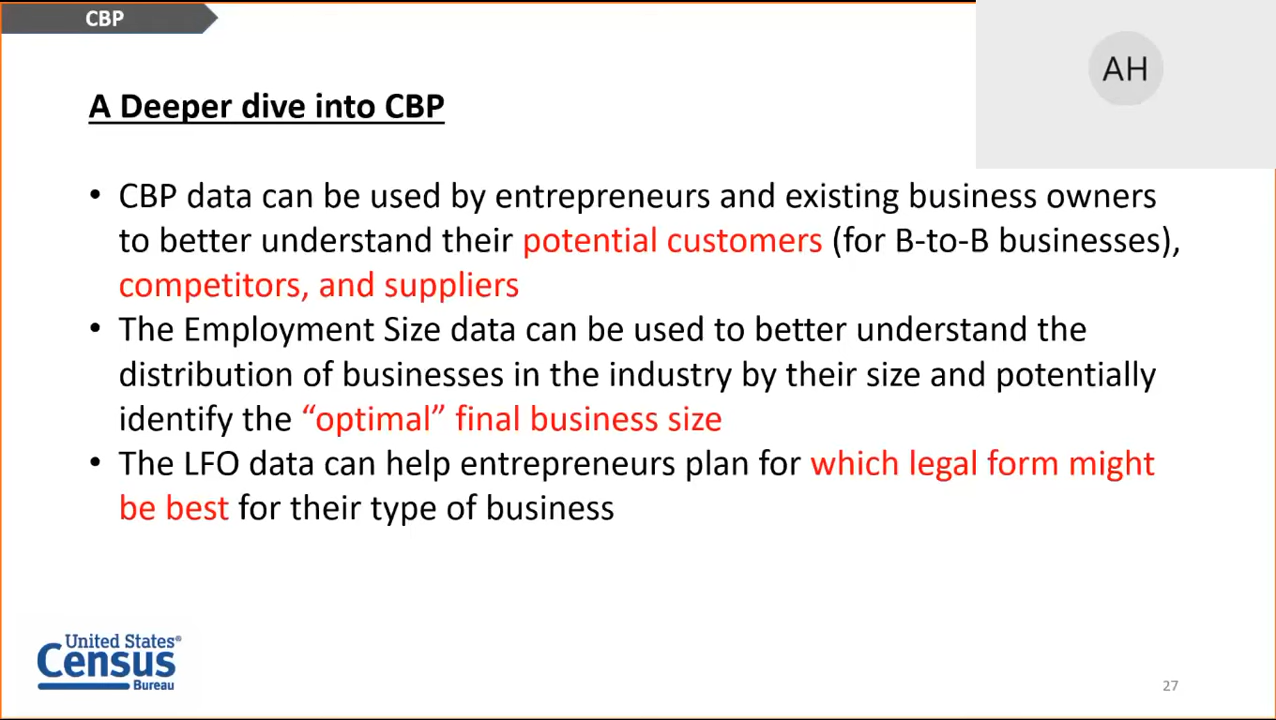 CBP
AH
A Deeper dive into CBP
• CBP data can be used by entrepreneurs and existing business owners
to better understand their potential customers (for B-to-B businesses),
competitors, and suppliers
• The Employment Size data can be used to better understand the
distribution of businesses in the industry by their size and potentially
identify the “optimal” final business size
• The LFO data can help entrepreneurs plan for which legal form might
be best for their type of business
United States®
Census
Bureau
27